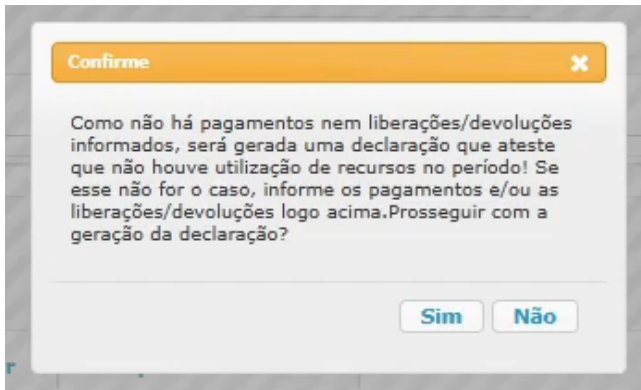 Confirme
Como não há pagamentos nem liberações/devoluções
informados, será gerada uma declaração que ateste
que não houve utilização de recursos no período! Se
esse não for o caso, informe os pagamentos e/ou as
liberações/devoluções logo acima.Prosseguir com a
geração da declaração?
Sim Não
r